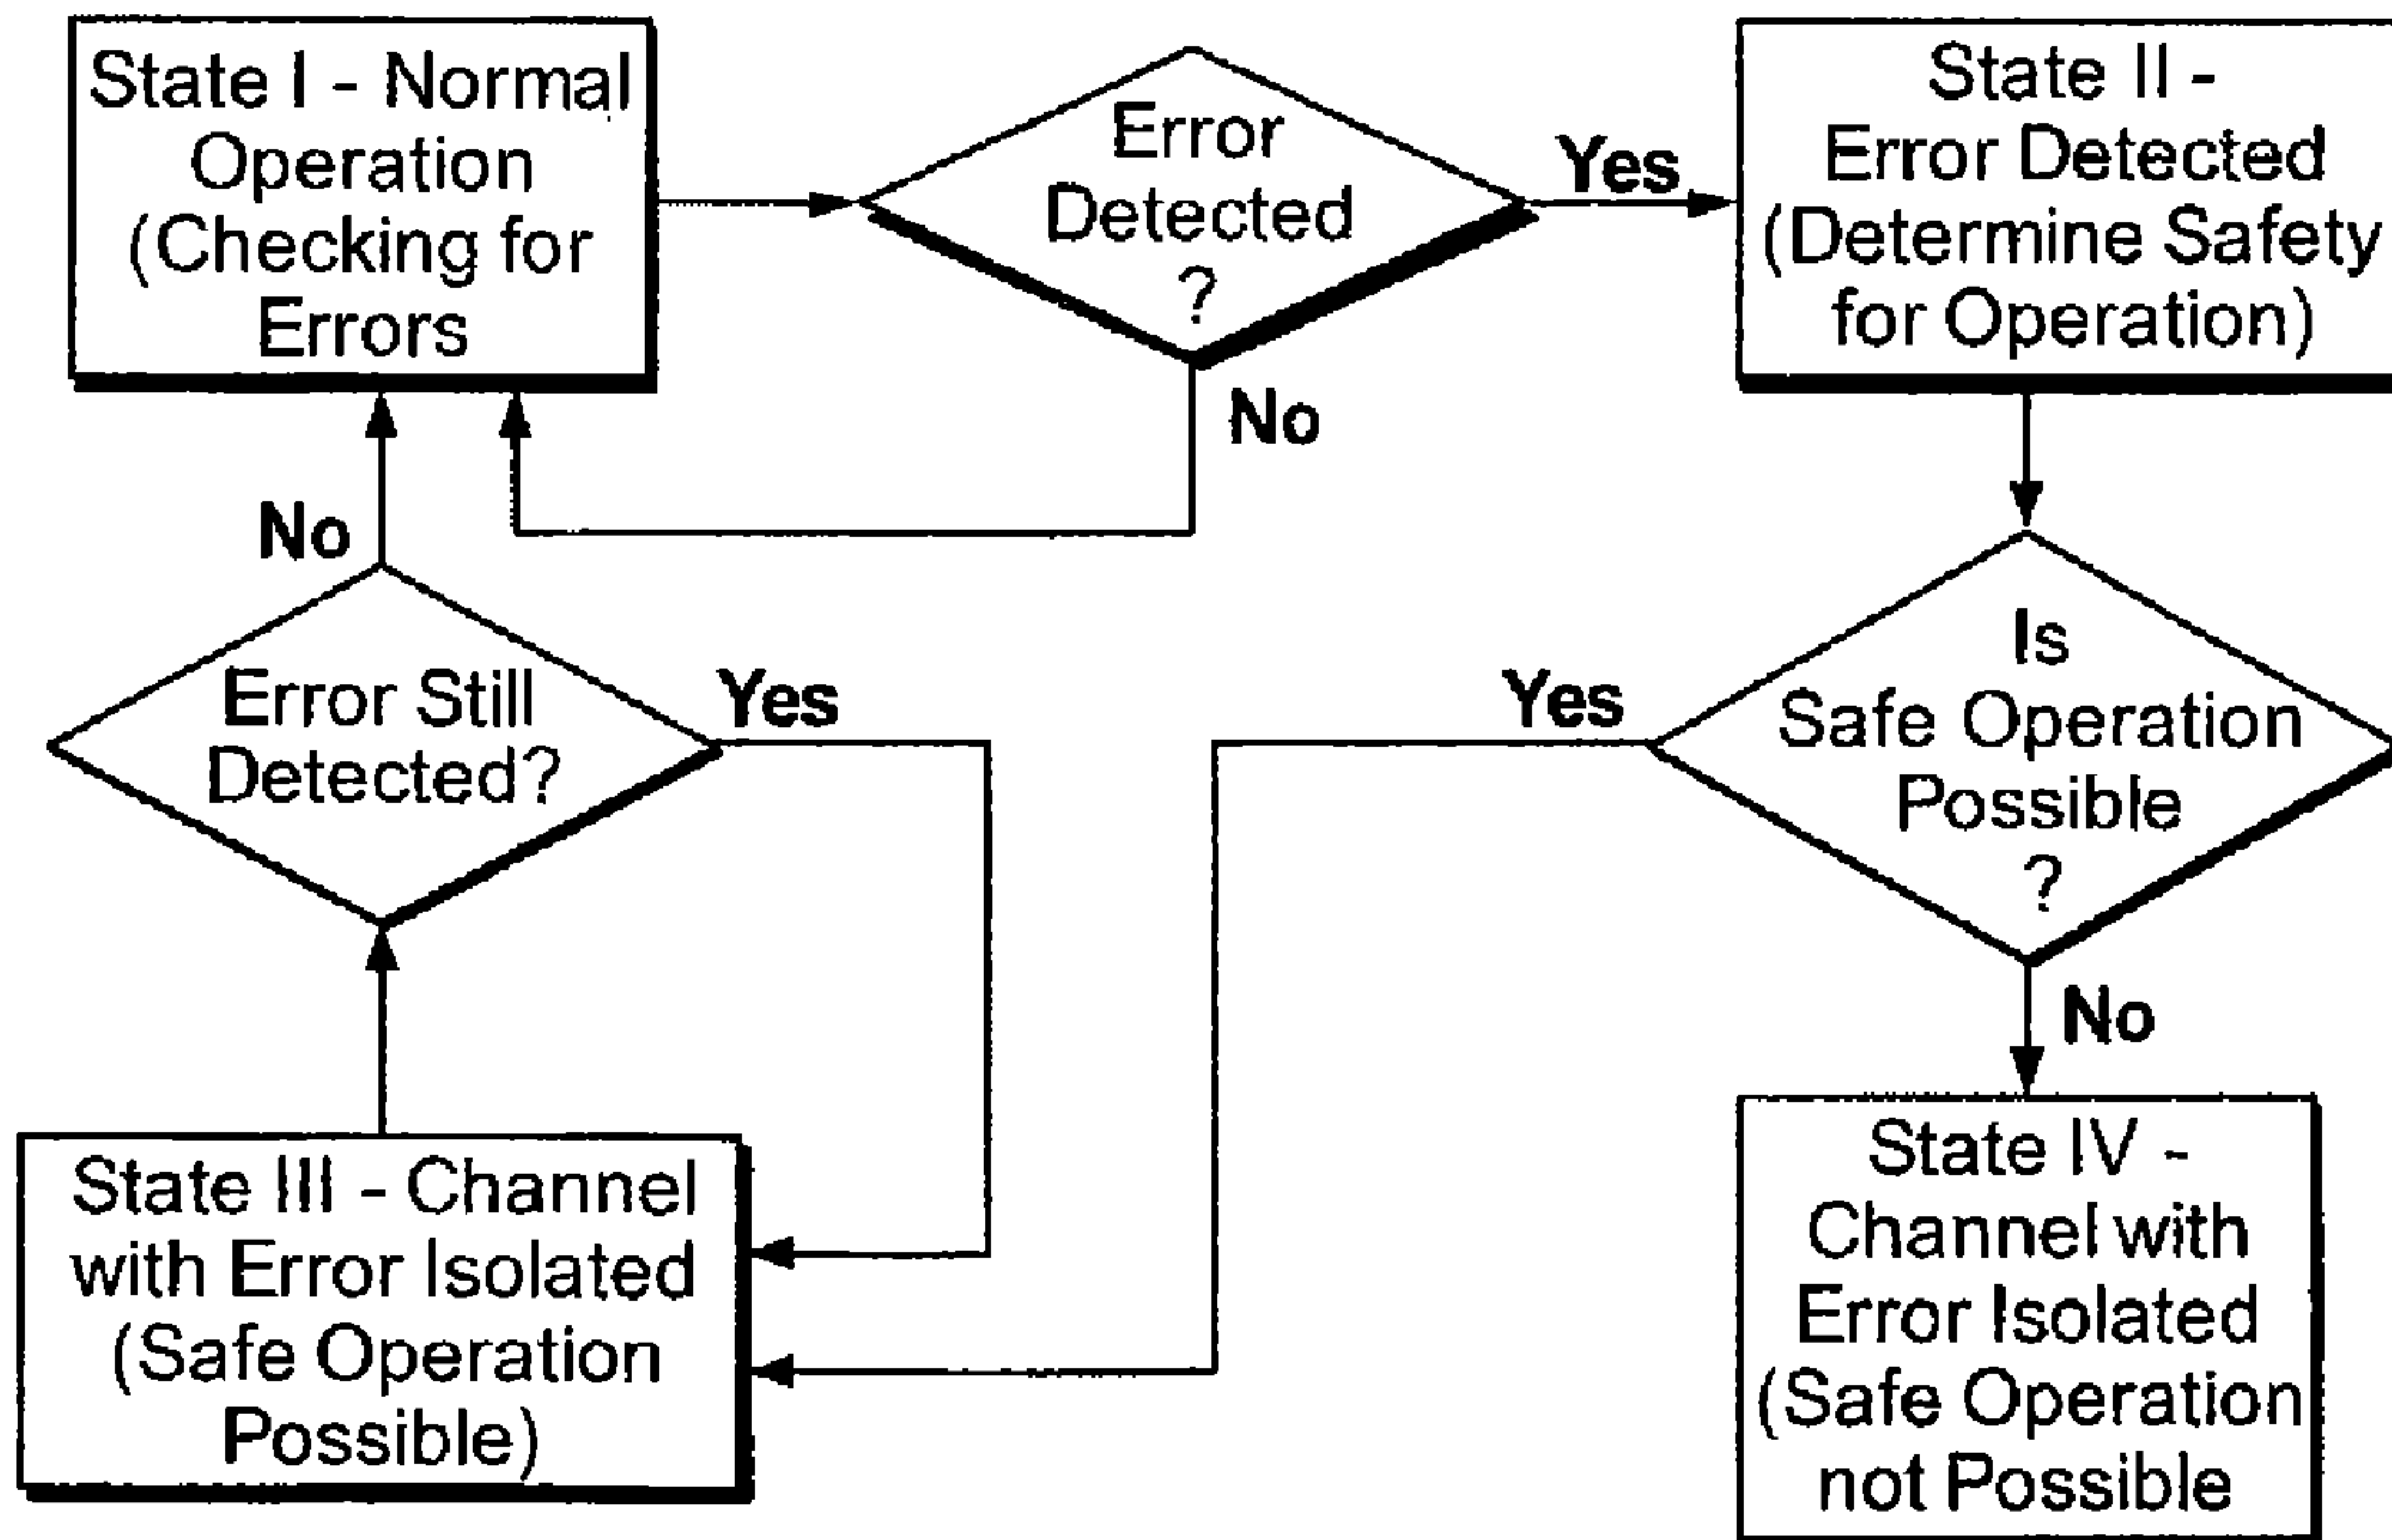 State I - Normal
Operation
(Checking for
Errors
Error
Detected
?
Yes
No
State II -
Error Detected
(Determine Safety
for Operation)
Is
Safe Operation
Possible
?
Yes
No
Error Still
Detected?
No
Yes
State III - Channel
with Error Isolated
(Safe Operation
Possible)
State IV -
Channel with
Error Isolated
(Safe Operation
not Possible